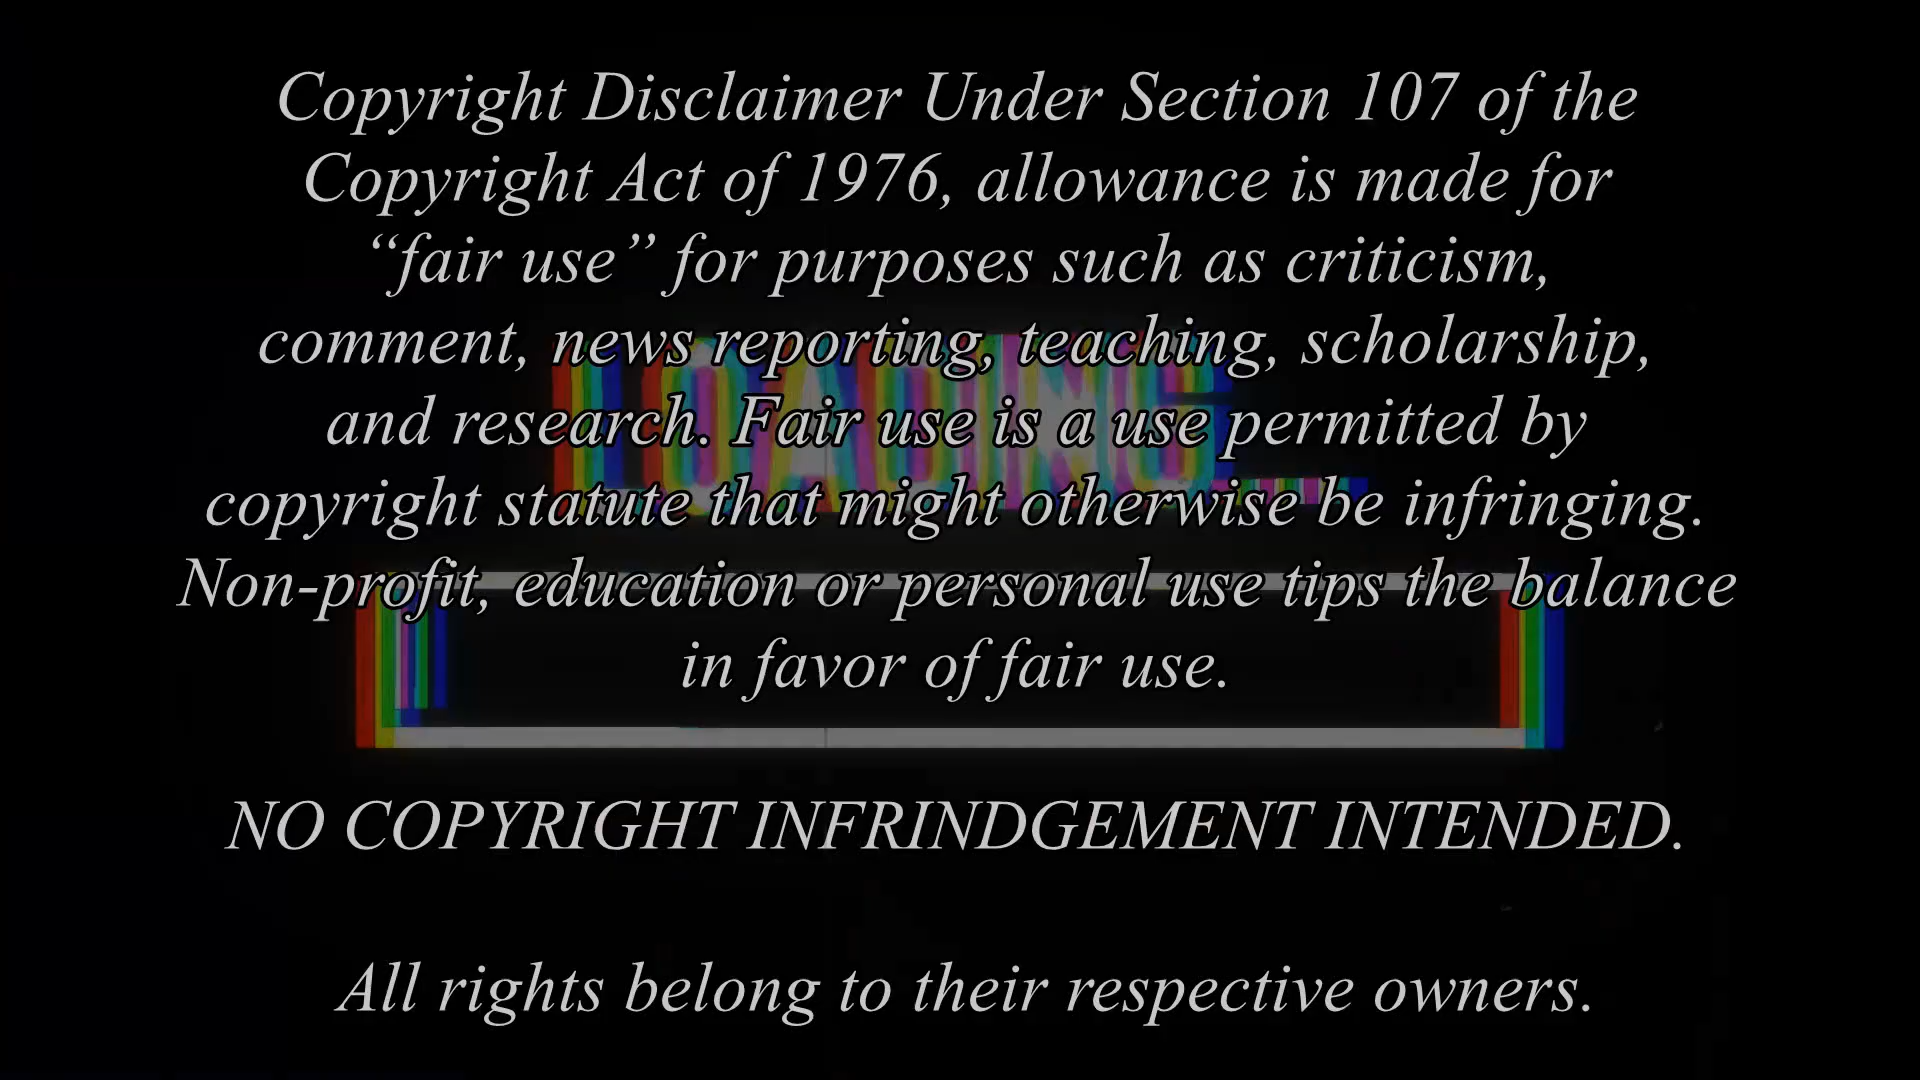 Copyright Disclaimer Under Section 107 of the
Copyright Act of 1976, allowance is made for
“fair use” for purposes such as criticism,
comment, news reporting, teaching, scholarship,
and research. Fair use is a use permitted by
copyright statute that might otherwise be infringing.
Non-profit, education or personal use tips the balance
in favor of fair use.
NO COPYRIGHT INFRINDGEMENT INTENDED.
All rights belong to their respective owners.
LOADING_